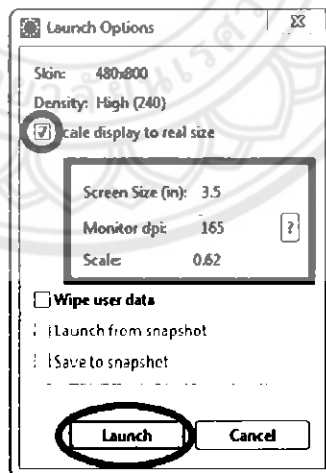 Launch Options
Skin: 480x800
Density: High (240)
cale display to real size
Screen Size (in): 3.5
Monitor dpi: 165 ?
Scale: 0.62
Wipe user data
Launch from snapshot
Save to snapshot
Launch Cancel